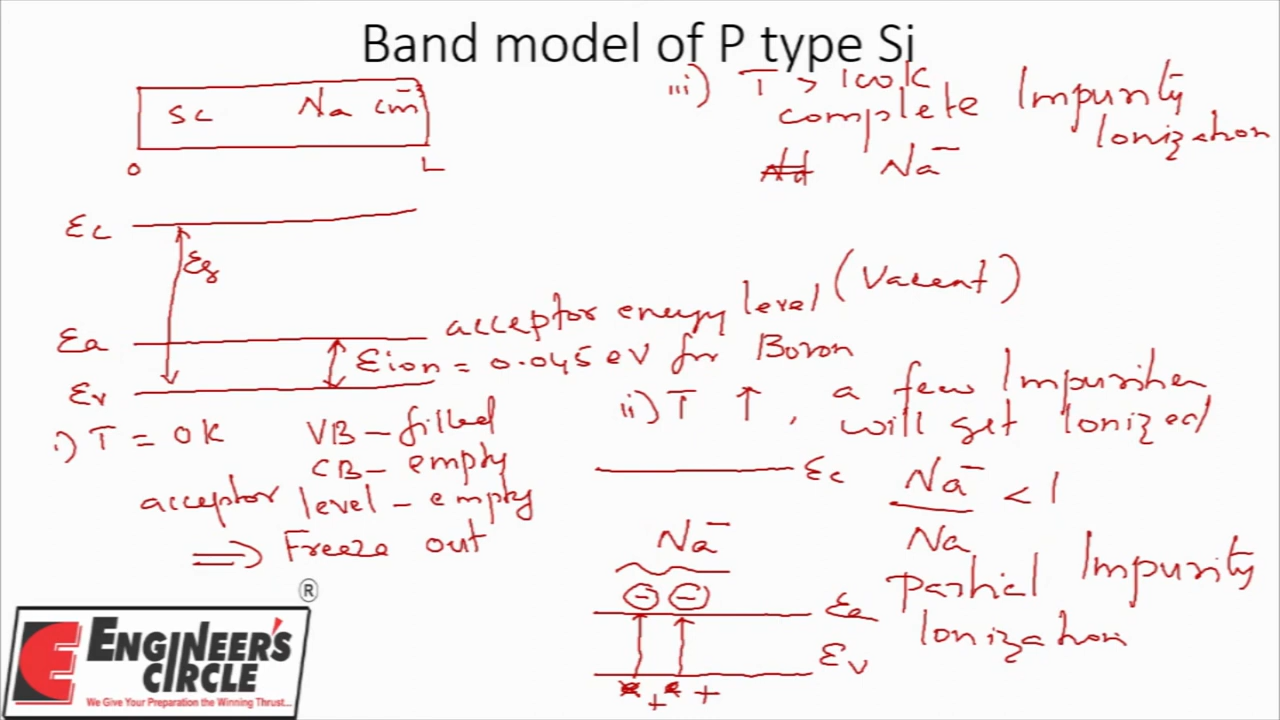 Band model of P type Si
SC Na cm⁻³
0 L
Ec
Eg
Ea
Ev
acceptor energy level (Vacent)
Eion = 0.045 eV for Boron
i) T = 0K VB – filled
CB – empty
acceptor level – empty
⇒ Freeze out
ii) T ↑, a few Impurities
will get Ionized
Ec
Na⁻ < 1
Na
Partial Impurity
Ionization
Na⁻
⊖ ⊖
Ea
Ev
+ +
iii) T > 100K
complete Impurity
Ionization
Na⁻
®
ENGINEER'S
CIRCLE
We Give Your Preparation the Winning Thrust...